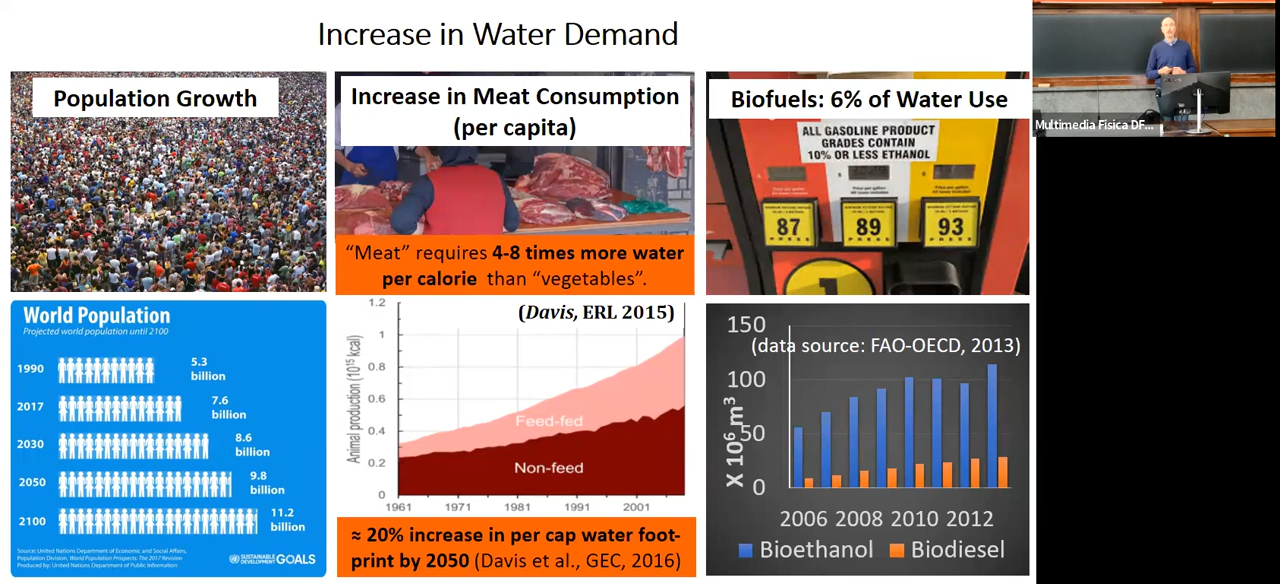 Increase in Water Demand
Population Growth
World Population
Projected world population until 2100
1990
5.3
billion
2017
7.6
billion
2030
8.6
billion
2050
9.8
billion
2100
11.2
billion
Source: United Nations Department of Economic and Social Affairs,
Population Division, World Population Prospects: The 2017 Revision
Produced by: United Nations Department of Public Information
SUSTAINABLE
DEVELOPMENT
GOALS
Increase in Meat Consumption
(per capita)
“Meat” requires 4-8 times more water
per calorie than “vegetables”.
(Davis, ERL 2015)
Animal production (10¹⁵ kcal)
1.2
1
0.8
0.6
0.4
0.2
0
Feed-fed
Non-feed
1961 1971 1981 1991 2001
≈ 20% increase in per cap water foot-
print by 2050 (Davis et al., GEC, 2016)
Biofuels: 6% of Water Use
ALL GASOLINE PRODUCT
GRADES CONTAIN
10% OR LESS ETHANOL
87
PRESS
89
PRESS
93
PRESS
1
(data source: FAO-OECD, 2013)
X 10⁶ m³
150
100
50
0
2006 2008 2010 2012
Bioethanol Biodiesel
Multimedia Fisica DF...